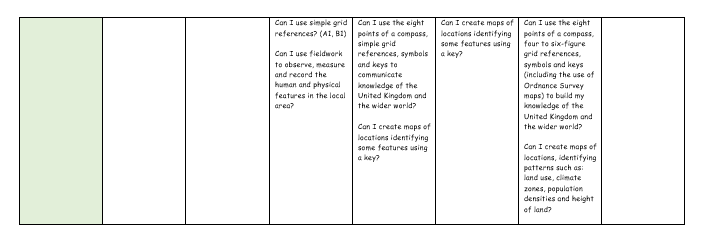 Can I use simple grid
references? (A1, B1)
Can I use fieldwork
to observe, measure
and record the
human and physical
features in the local
area?
Can I use the eight
points of a compass,
simple grid
references, symbols
and keys to
communicate
knowledge of the
United Kingdom and
the wider world?
Can I create maps of
locations identifying
some features using
a key?
Can I create maps of
locations identifying
some features using
a key?
Can I use the eight
points of a compass,
four to six-figure
grid references,
symbols and keys
(including the use of
Ordnance Survey
maps) to build my
knowledge of the
United Kingdom and
the wider world?
Can I create maps of
locations, identifying
patterns such as:
land use, climate
zones, population
densities and height
of land?